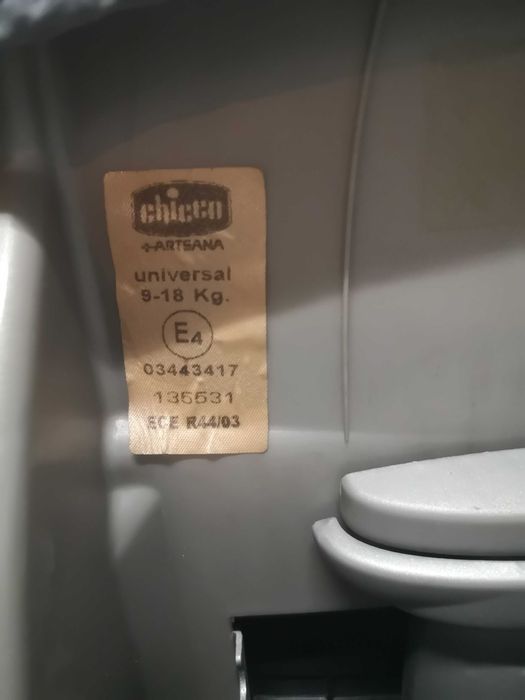 chicco
ARTSANA
universal
9-18 Kg.
E4
03443417
135531
ECE R44/03